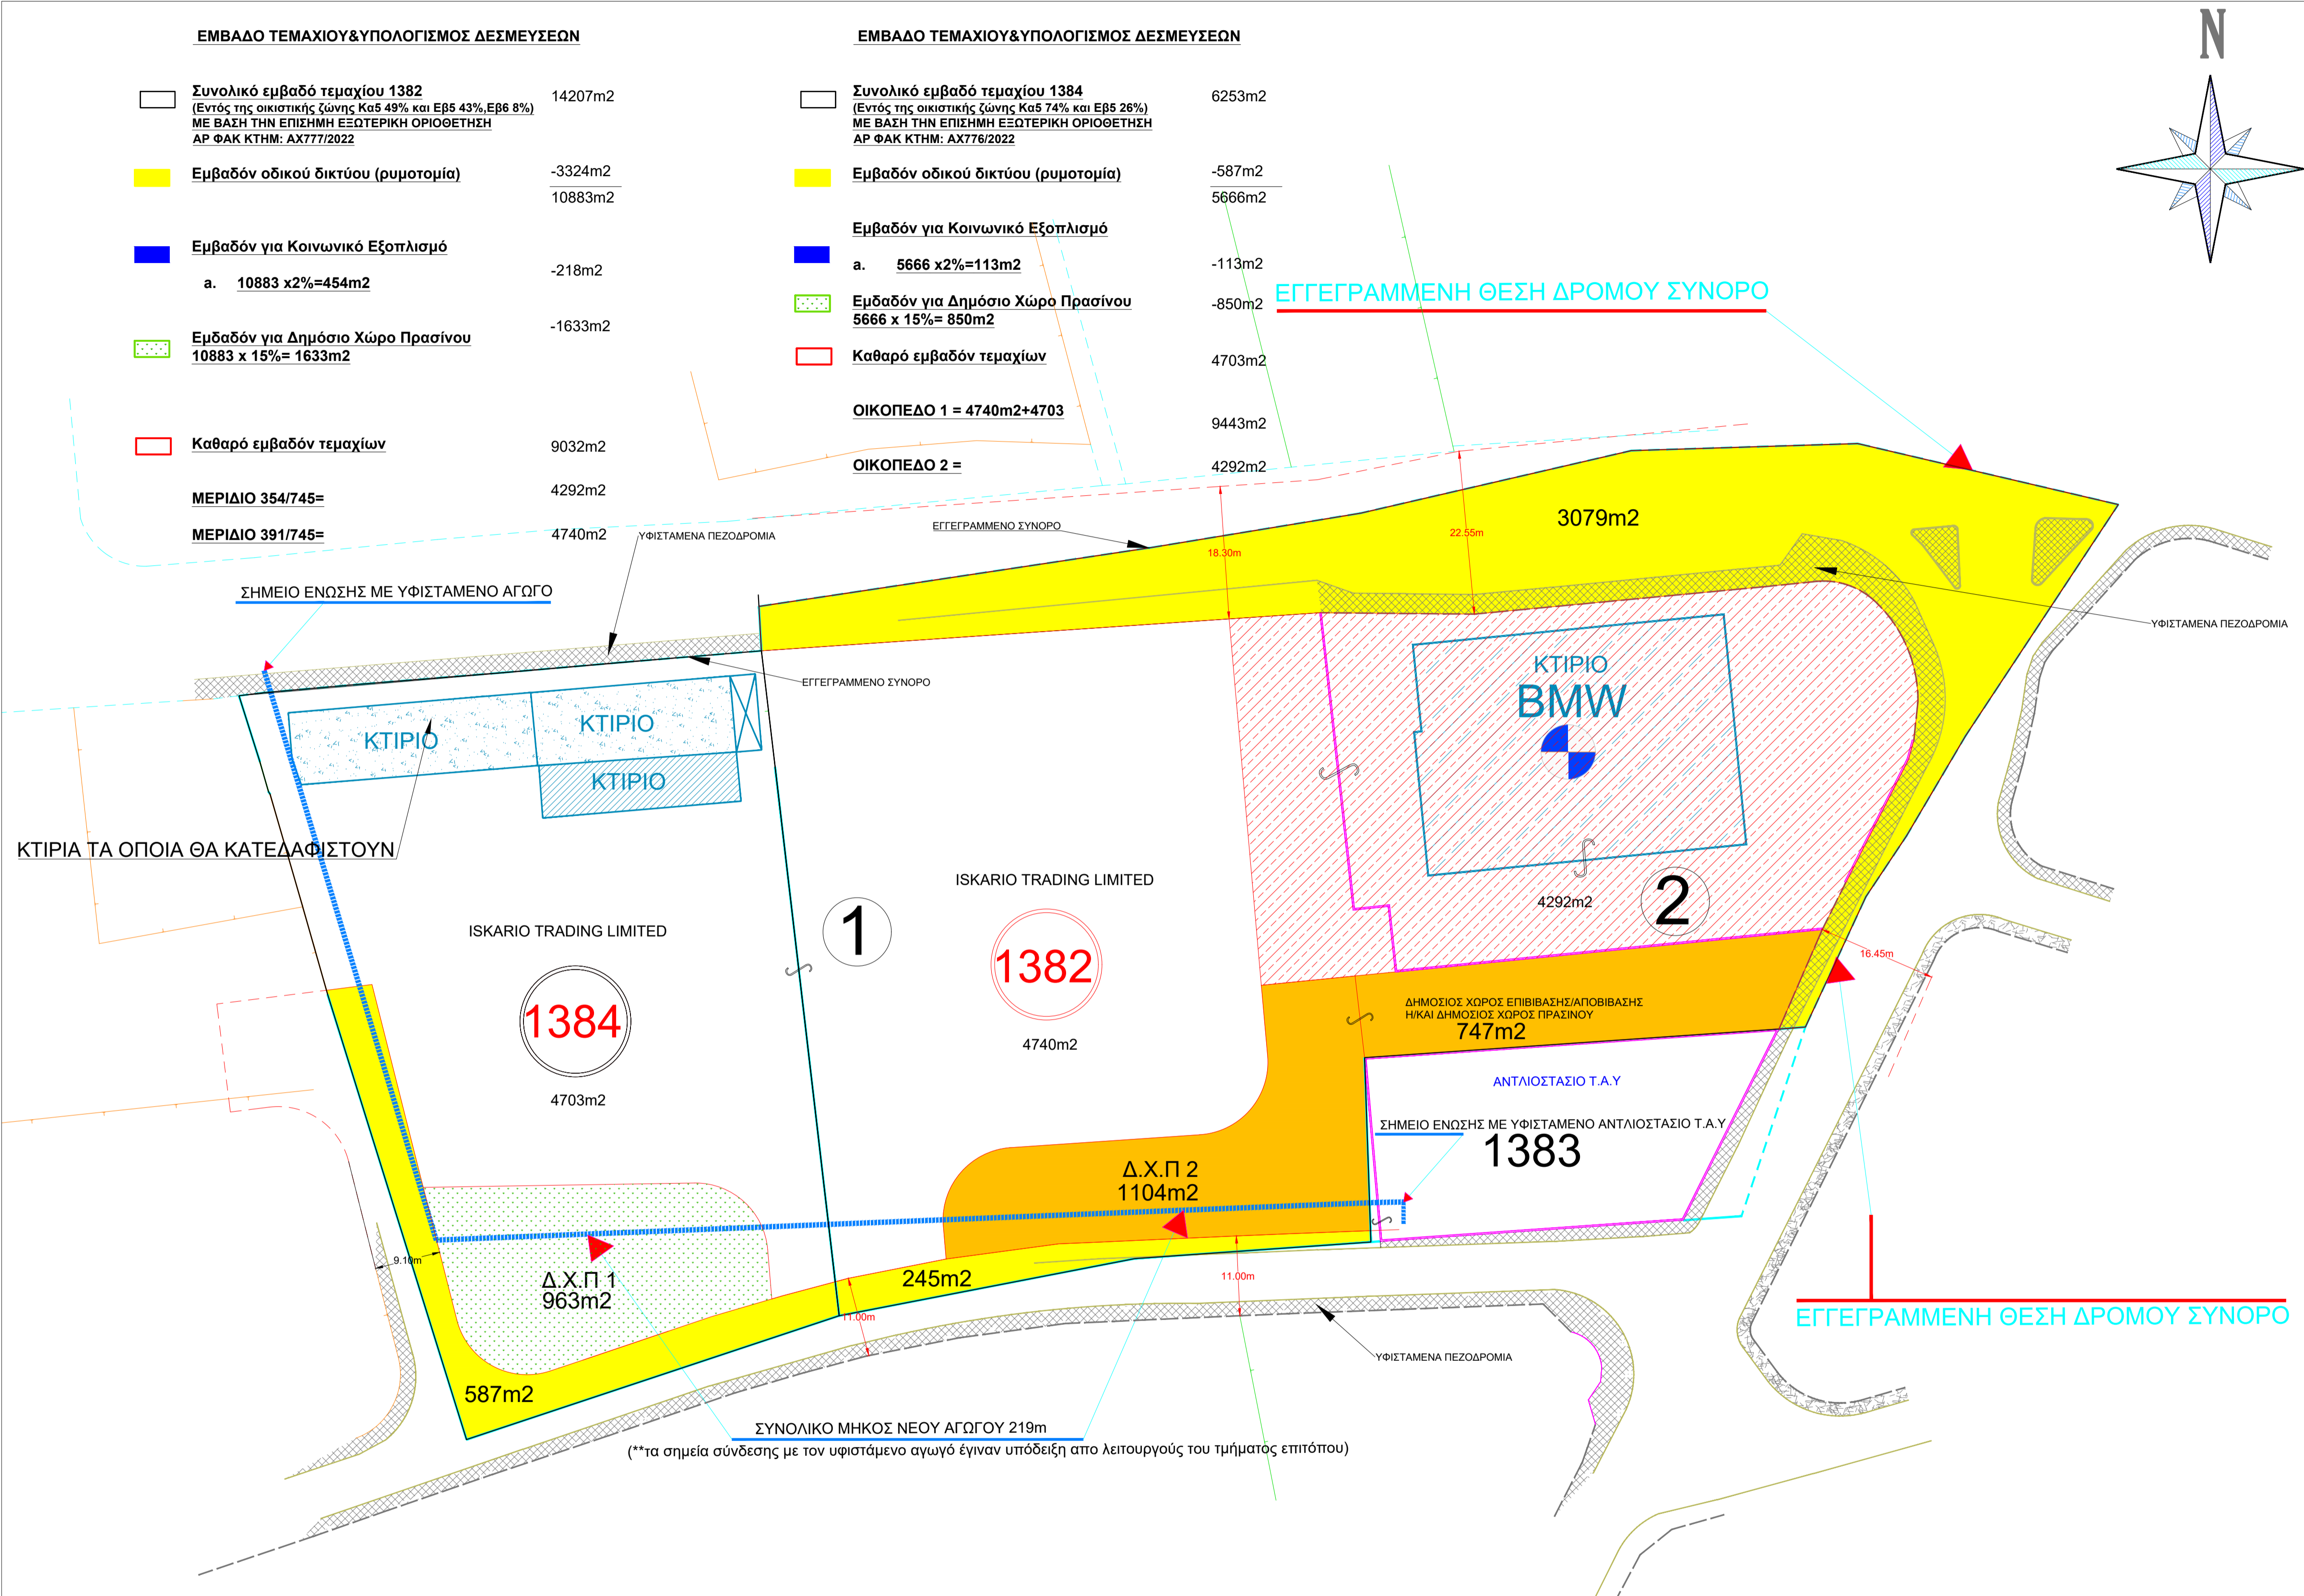 N
ΕΜΒΑΔΟ ΤΕΜΑΧΙΟΥ&ΥΠΟΛΟΓΙΣΜΟΣ ΔΕΣΜΕΥΣΕΩΝ
Συνολικό εμβαδό τεμαχίου 1382 14207m2
(Εντός της οικιστικής ζώνης Κα5 49% και Εβ5 43%,Εβ6 8%)
ΜΕ ΒΑΣΗ ΤΗΝ ΕΠΙΣΗΜΗ ΕΞΩΤΕΡΙΚΗ ΟΡΙΟΘΕΤΗΣΗ
ΑΡ ΦΑΚ ΚΤΗΜ: ΑΧ777/2022
Εμβαδόν οδικού δικτύου (ρυμοτομία) -3324m2
10883m2
Εμβαδόν για Κοινωνικό Εξοπλισμό
a. 10883 x2%=454m2 -218m2
-1633m2
Εμδαδόν για Δημόσιο Χώρο Πρασίνου
10883 x 15%= 1633m2
Καθαρό εμβαδόν τεμαχίων 9032m2
ΜΕΡΙΔΙΟ 354/745= 4292m2
ΜΕΡΙΔΙΟ 391/745= 4740m2
ΕΜΒΑΔΟ ΤΕΜΑΧΙΟΥ&ΥΠΟΛΟΓΙΣΜΟΣ ΔΕΣΜΕΥΣΕΩΝ
Συνολικό εμβαδό τεμαχίου 1384 6253m2
(Εντός της οικιστικής ζώνης Κα5 74% και Εβ5 26%)
ΜΕ ΒΑΣΗ ΤΗΝ ΕΠΙΣΗΜΗ ΕΞΩΤΕΡΙΚΗ ΟΡΙΟΘΕΤΗΣΗ
ΑΡ ΦΑΚ ΚΤΗΜ: ΑΧ776/2022
Εμβαδόν οδικού δικτύου (ρυμοτομία) -587m2
5666m2
Εμβαδόν για Κοινωνικό Εξοπλισμό
a. 5666 x2%=113m2 -113m2
Εμδαδόν για Δημόσιο Χώρο Πρασίνου -850m2
5666 x 15%= 850m2
Καθαρό εμβαδόν τεμαχίων 4703m2
ΟΙΚΟΠΕΔΟ 1 = 4740m2+4703 9443m2
ΟΙΚΟΠΕΔΟ 2 = 4292m2
ΕΓΓΕΓΡΑΜΜΕΝΗ ΘΕΣΗ ΔΡΟΜΟΥ ΣΥΝΟΡΟ
ΥΦΙΣΤΑΜΕΝΑ ΠΕΖΟΔΡΟΜΙΑ
ΕΓΓΕΓΡΑΜΜΕΝΟ ΣΥΝΟΡΟ
18.30m
22.55m
3079m2
ΣΗΜΕΙΟ ΕΝΩΣΗΣ ΜΕ ΥΦΙΣΤΑΜΕΝΟ ΑΓΩΓΟ
ΥΦΙΣΤΑΜΕΝΑ ΠΕΖΟΔΡΟΜΙΑ
ΕΓΓΕΓΡΑΜΜΕΝΟ ΣΥΝΟΡΟ
ΚΤΙΡΙΟ
ΚΤΙΡΙΟ
ΚΤΙΡΙΟ
ΚΤΙΡΙΟ
BMW
ΚΤΙΡΙΑ ΤΑ ΟΠΟΙΑ ΘΑ ΚΑΤΕΔΑΦΙΣΤΟΥΝ
ISKARIO TRADING LIMITED
1384
4703m2
1
ISKARIO TRADING LIMITED
1382
4740m2
4292m2
2
16.45m
ΔΗΜΟΣΙΟΣ ΧΩΡΟΣ ΕΠΙΒΙΒΑΣΗΣ/ΑΠΟΒΙΒΑΣΗΣ
Η/ΚΑΙ ΔΗΜΟΣΙΟΣ ΧΩΡΟΣ ΠΡΑΣΙΝΟΥ
747m2
ΑΝΤΛΙΟΣΤΑΣΙΟ Τ.Α.Υ
ΣΗΜΕΙΟ ΕΝΩΣΗΣ ΜΕ ΥΦΙΣΤΑΜΕΝΟ ΑΝΤΛΙΟΣΤΑΣΙΟ Τ.Α.Υ
1383
Δ.Χ.Π 2
1104m2
9.10m
Δ.Χ.Π 1
963m2
245m2
11.00m
11.00m
587m2
ΕΓΓΕΓΡΑΜΜΕΝΗ ΘΕΣΗ ΔΡΟΜΟΥ ΣΥΝΟΡΟ
ΥΦΙΣΤΑΜΕΝΑ ΠΕΖΟΔΡΟΜΙΑ
ΣΥΝΟΛΙΚΟ ΜΗΚΟΣ ΝΕΟΥ ΑΓΩΓΟΥ 219m
(**τα σημεία σύνδεσης με τον υφιστάμενο αγωγό έγιναν υπόδειξη απο λειτουργούς του τμήματος επιτόπου)